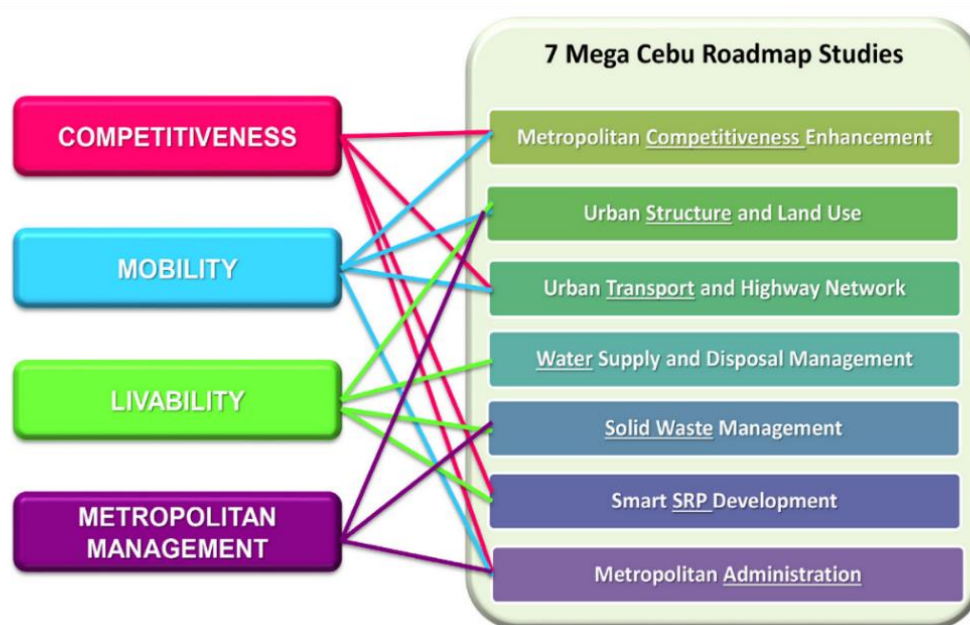 7 Mega Cebu Roadmap Studies
COMPETITIVENESS
MOBILITY
LIVABILITY
METROPOLITAN
MANAGEMENT
Metropolitan Competitiveness Enhancement
Urban Structure and Land Use
Urban Transport and Highway Network
Water Supply and Disposal Management
Solid Waste Management
Smart SRP Development
Metropolitan Administration